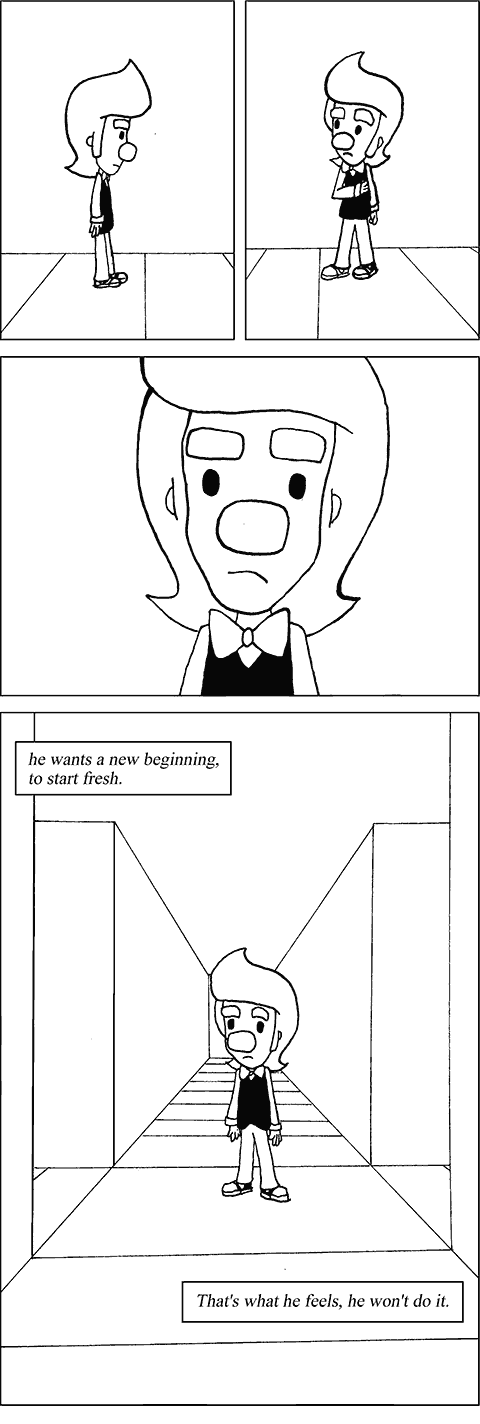 he wants a new beginning,
to start fresh.
That's what he feels, he won't do it.